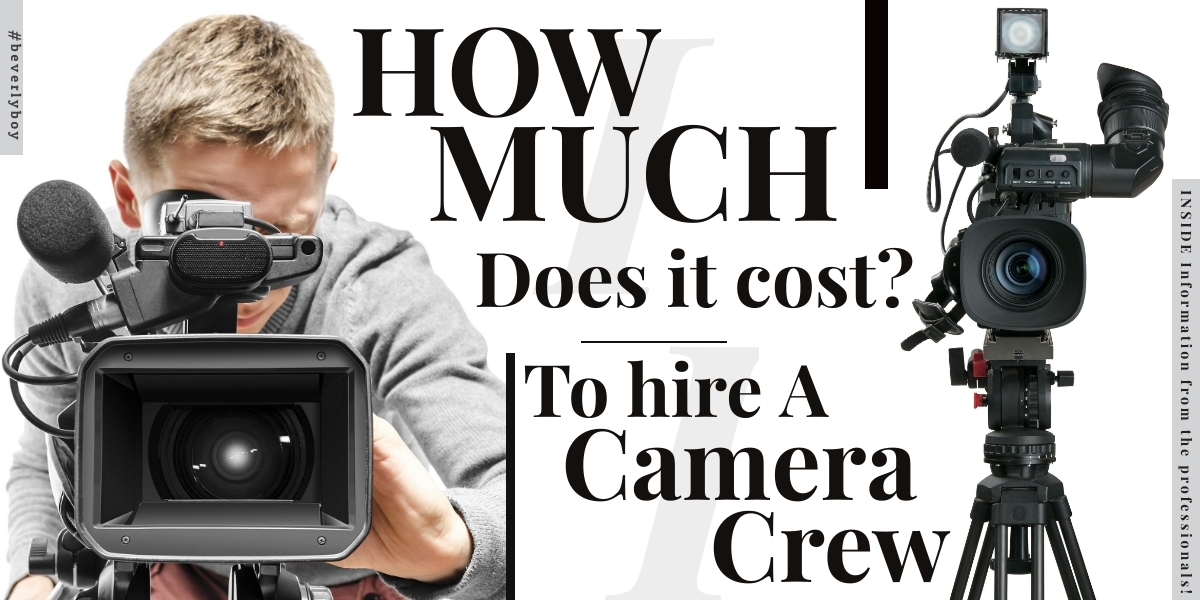 #beverlyboy
HOW
MUCH
Does it cost?
To hire A
Camera
Crew
INSIDE Information from the professionals!